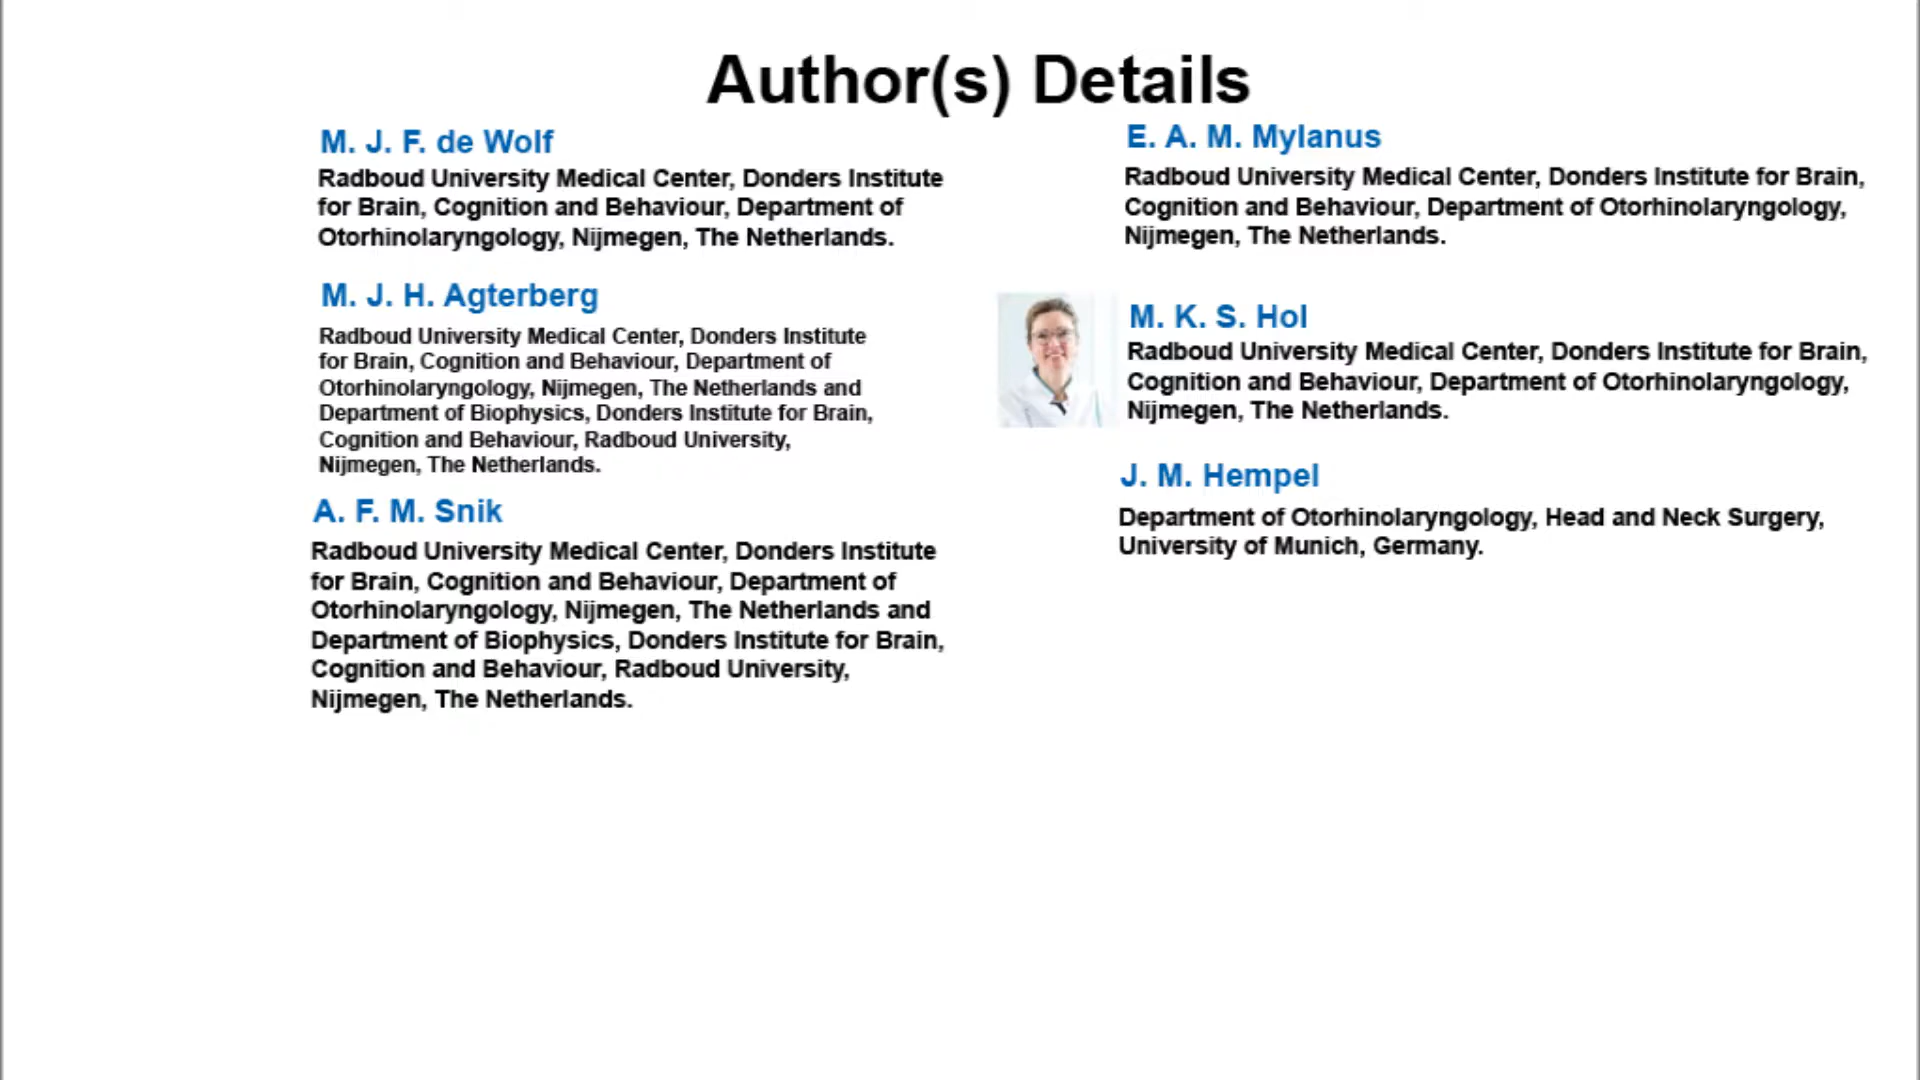 Author(s) Details
M. J. F. de Wolf
Radboud University Medical Center, Donders Institute
for Brain, Cognition and Behaviour, Department of
Otorhinolaryngology, Nijmegen, The Netherlands.
M. J. H. Agterberg
Radboud University Medical Center, Donders Institute
for Brain, Cognition and Behaviour, Department of
Otorhinolaryngology, Nijmegen, The Netherlands and
Department of Biophysics, Donders Institute for Brain,
Cognition and Behaviour, Radboud University,
Nijmegen, The Netherlands.
A. F. M. Snik
Radboud University Medical Center, Donders Institute
for Brain, Cognition and Behaviour, Department of
Otorhinolaryngology, Nijmegen, The Netherlands and
Department of Biophysics, Donders Institute for Brain,
Cognition and Behaviour, Radboud University,
Nijmegen, The Netherlands.
E. A. M. Mylanus
Radboud University Medical Center, Donders Institute for Brain,
Cognition and Behaviour, Department of Otorhinolaryngology,
Nijmegen, The Netherlands.
M. K. S. Hol
Radboud University Medical Center, Donders Institute for Brain,
Cognition and Behaviour, Department of Otorhinolaryngology,
Nijmegen, The Netherlands.
J. M. Hempel
Department of Otorhinolaryngology, Head and Neck Surgery,
University of Munich, Germany.